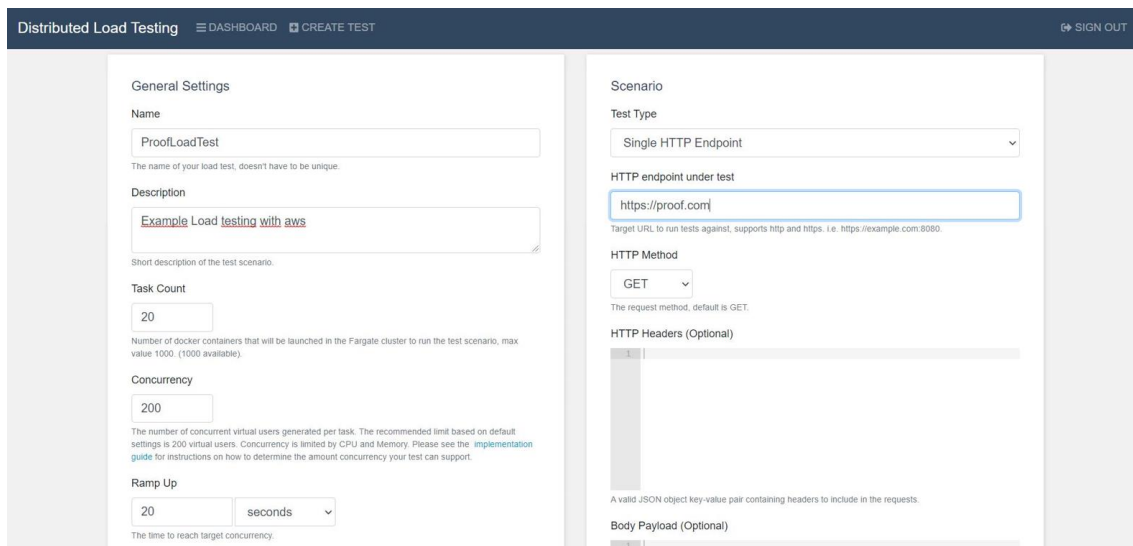 Distributed Load Testing DASHBOARD CREATE TEST SIGN OUT
General Settings
Name
ProofLoadTest
The name of your load test, doesn't have to be unique.
Description
Example Load testing with aws
Short description of the test scenario.
Task Count
20
Number of docker containers that will be launched in the Fargate cluster to run the test scenario, max
value 1000. (1000 available).
Concurrency
200
The number of concurrent virtual users generated per task. The recommended limit based on default
settings is 200 virtual users. Concurrency is limited by CPU and Memory. Please see the implementation
guide for instructions on how to determine the amount concurrency your test can support.
Ramp Up
20 seconds
The time to reach target concurrency.
Scenario
Test Type
Single HTTP Endpoint
HTTP endpoint under test
https://proof.com
Target URL to run tests against, supports http and https. i.e. https://example.com:8080.
HTTP Method
GET
The request method, default is GET.
HTTP Headers (Optional)
1
A valid JSON object key-value pair containing headers to include in the requests.
Body Payload (Optional)
1